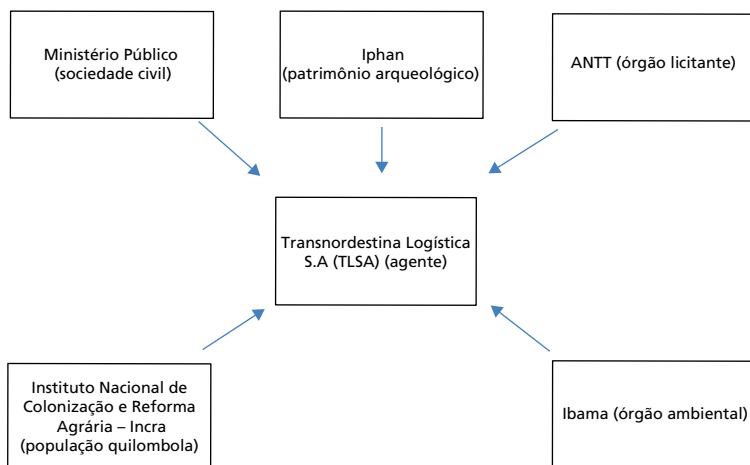 Ministério Público
(sociedade civil)
Iphan
(patrimônio arqueológico)
ANTT (órgão licitante)
Transnordestina Logística
S.A (TLSA) (agente)
Instituto Nacional de
Colonização e Reforma
Agrária – Incra
(população quilombola)
Ibama (órgão ambiental)